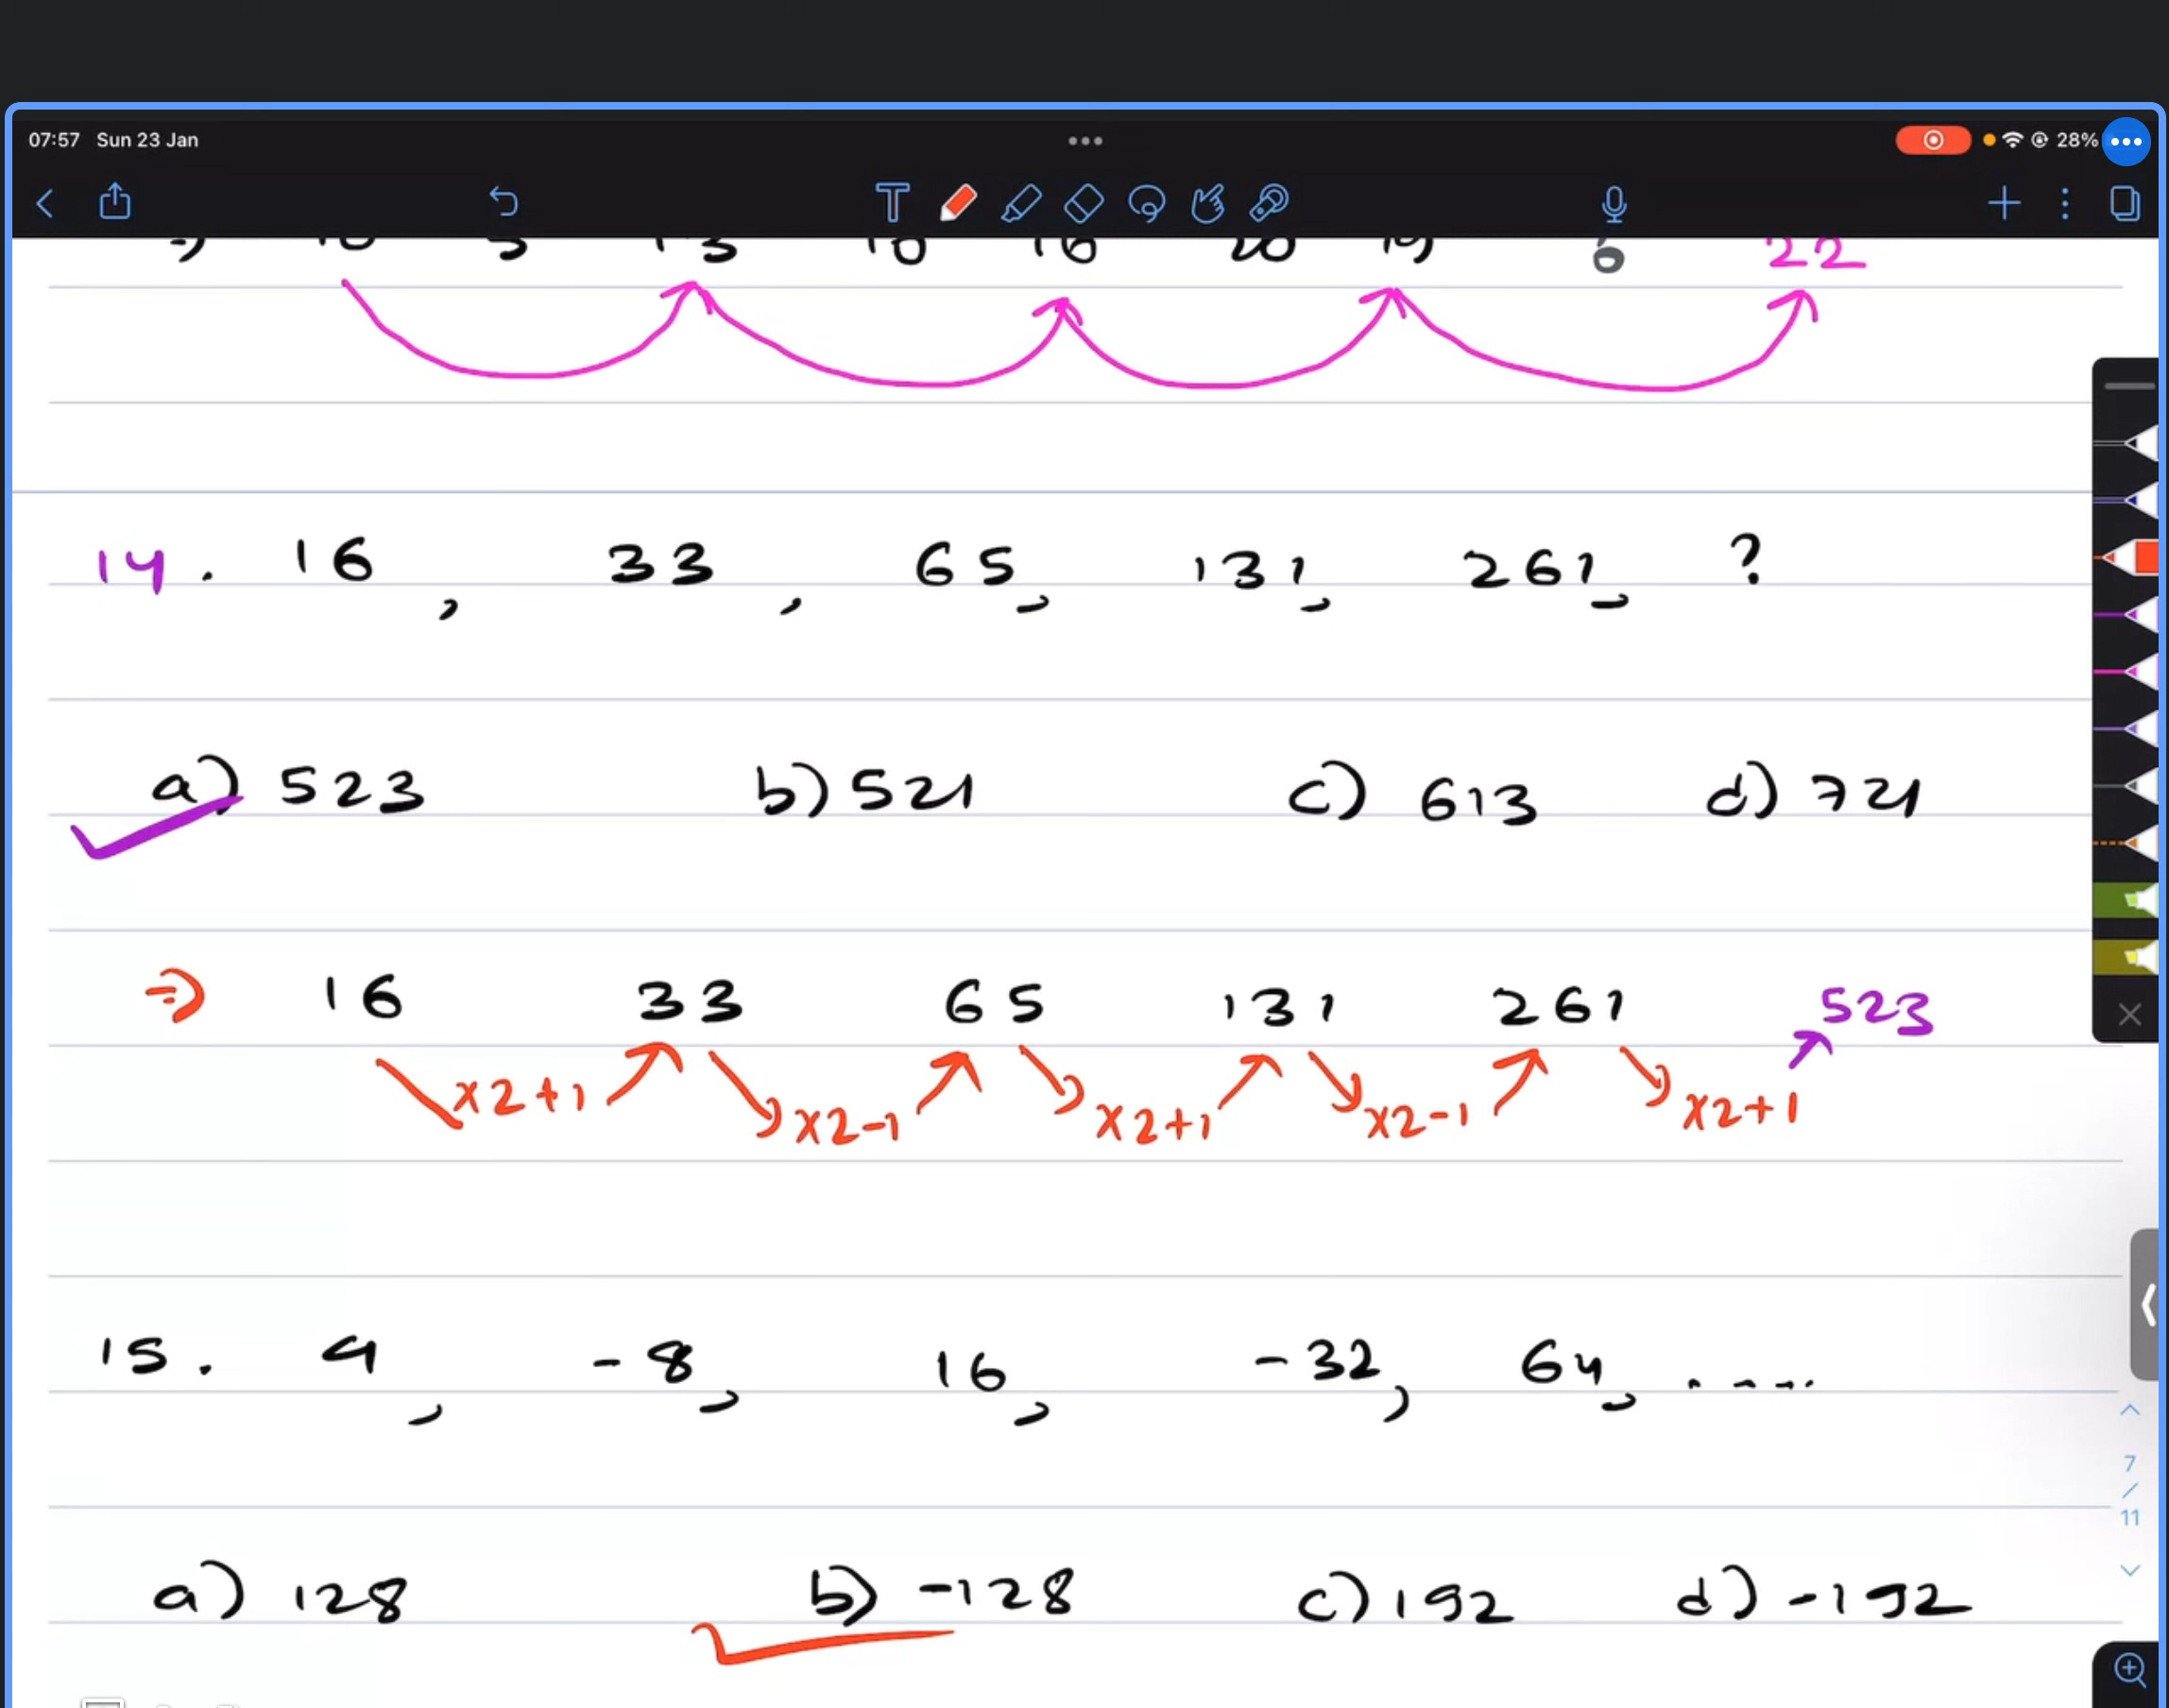 07:57 Sun 23 Jan
28%
22
14. 16, 33, 65, 131, 261, ?
a) 523 b) 521 c) 613 d) 721
⇒ 16 33 65 131 261 523
x2+1 x2-1 x2+1 x2-1 x2+1
15. 4, -8, 16, -32, 64, .....
7
/
11
a) 128 b) -128 c) 192 d) -192